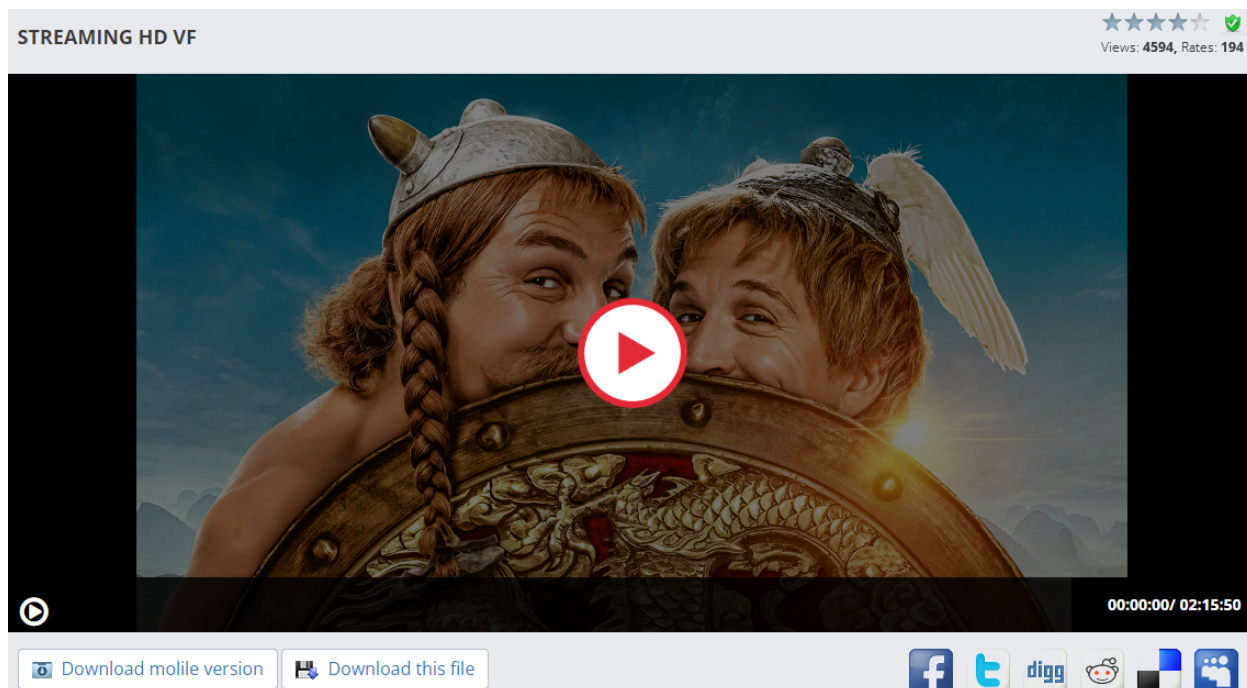 STREAMING HD VF
Views: 4594, Rates: 194
00:00:00/ 02:15:50
Download molile version
Download this file
digg